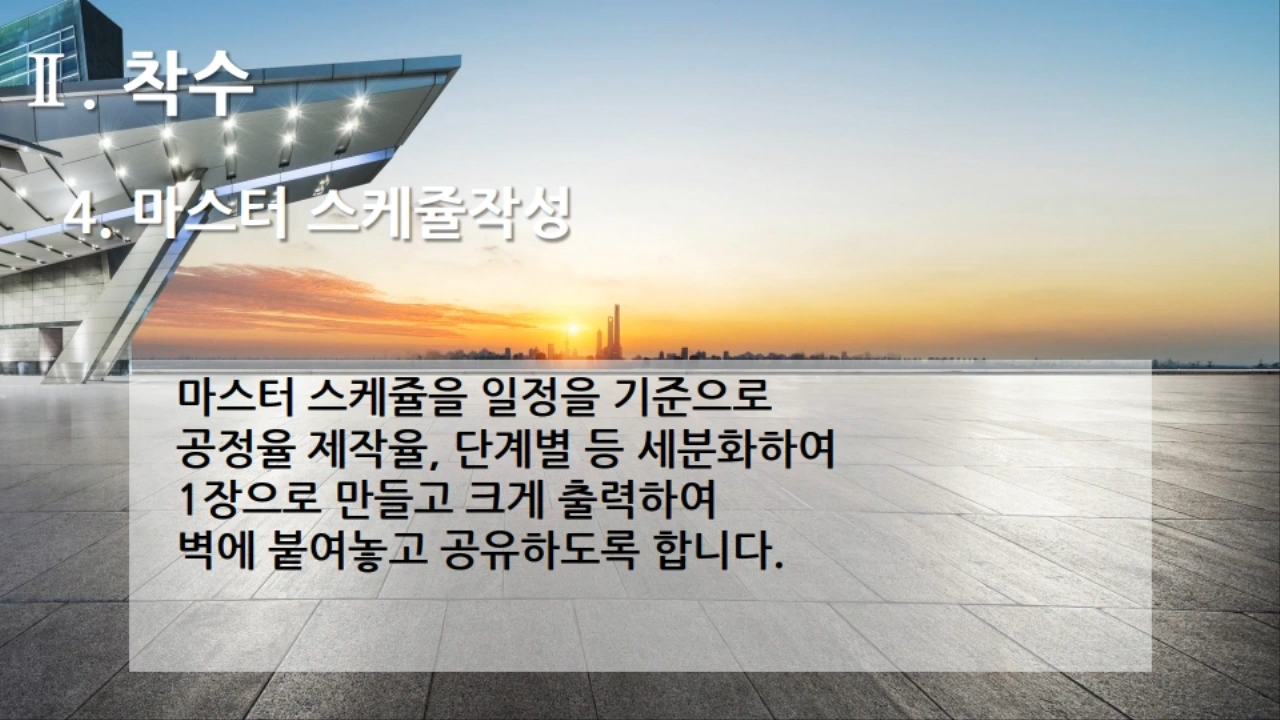 Ⅱ. 착수
4. 마스터 스케쥴작성
마스터 스케쥴을 일정을 기준으로
공정율 제작율, 단계별 등 세분화하여
1장으로 만들고 크게 출력하여
벽에 붙여놓고 공유하도록 합니다.